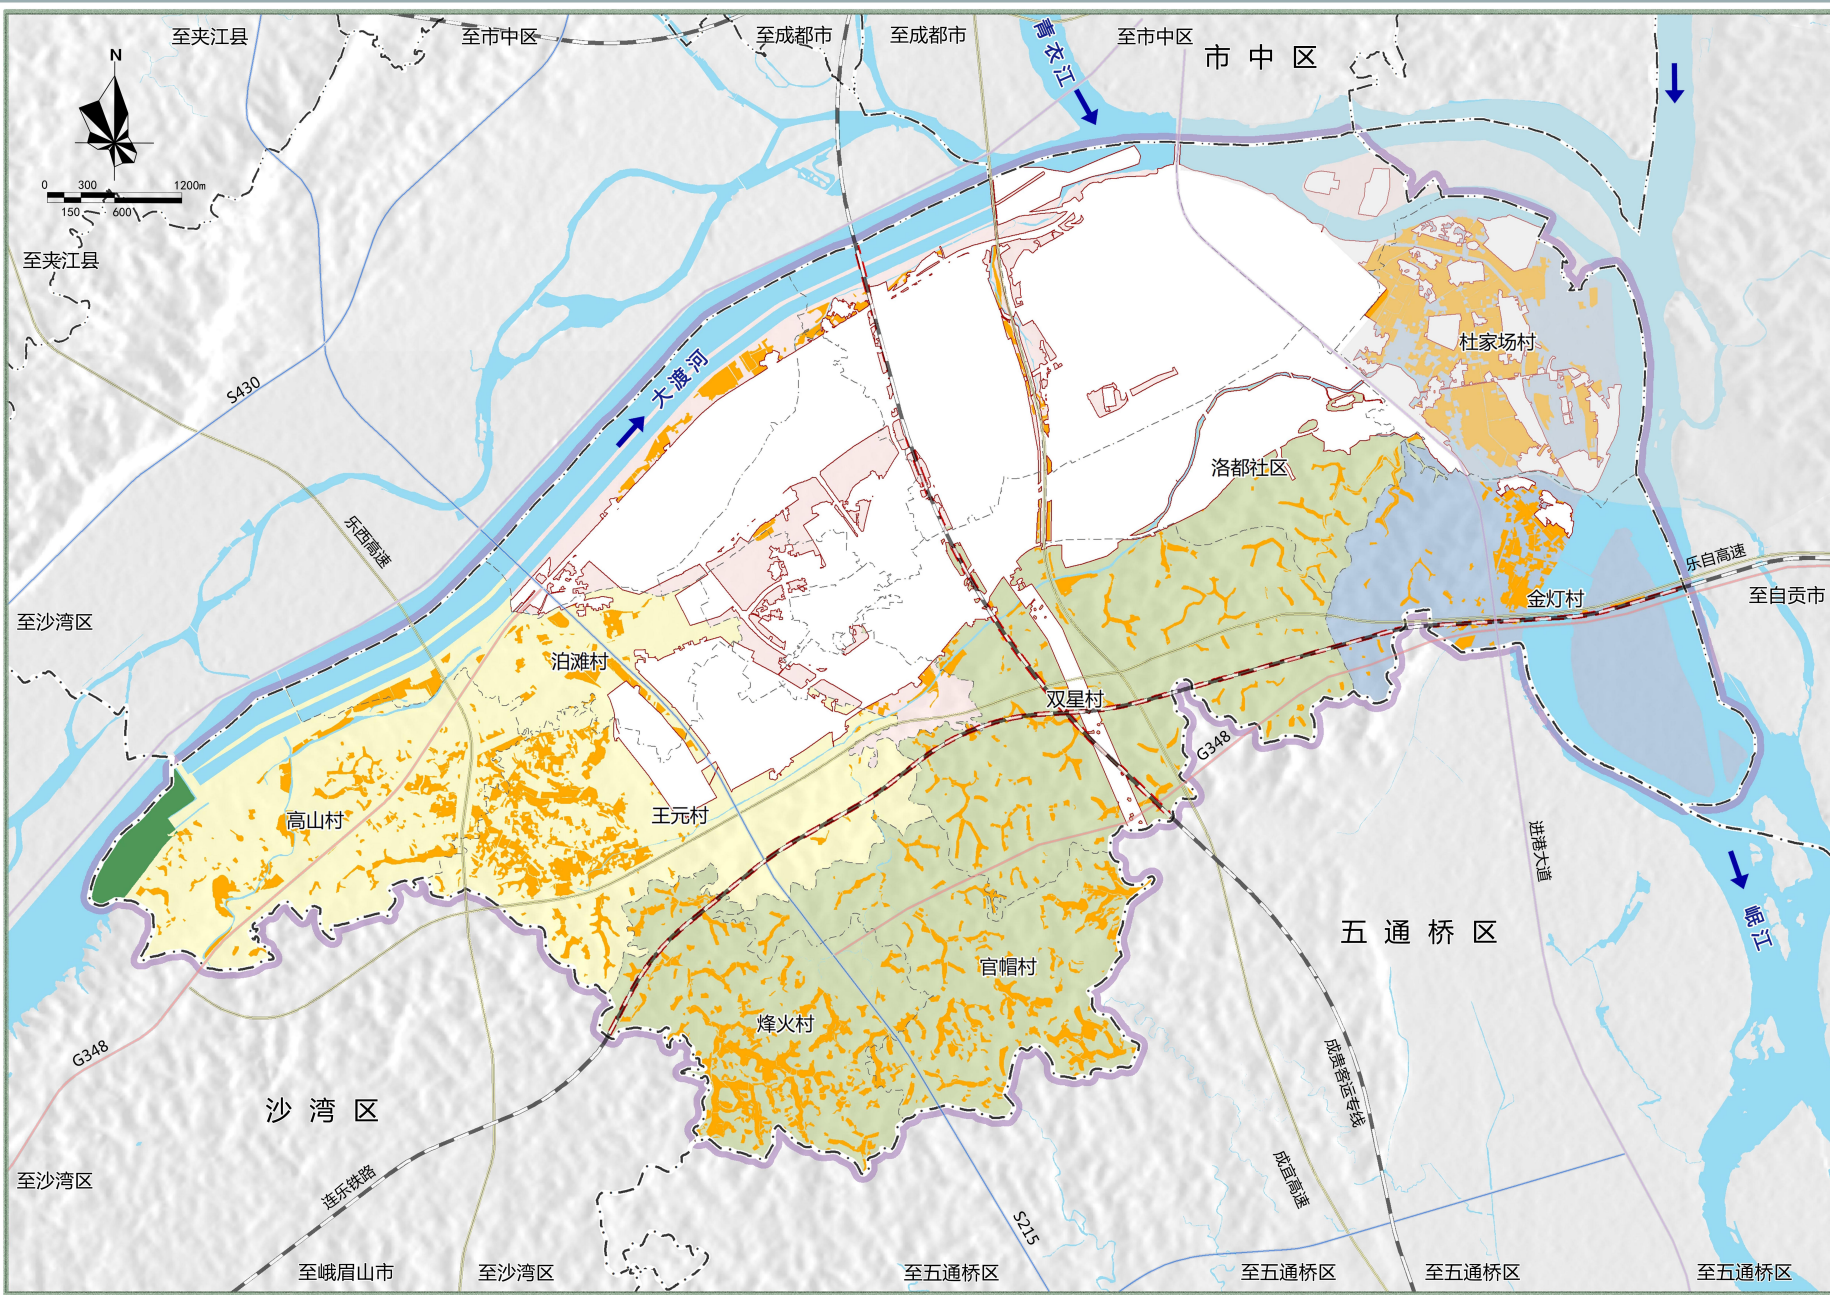 至夹江县
至市中区
至成都市
至成都市
青衣江
至市中区
市中区
N
0 300 1200m
150 600
至夹江县
大渡河
S430
杜家场村
洛都社区
乐西高速
乐自高速
金灯村
至自贡市
至沙湾区
泊滩村
双星村
G348
高山村
王元村
进港大道
岷江
五通桥区
官帽村
烽火村
G348
成贵客运专线
沙湾区
至沙湾区
连乐铁路
成宜高速
S215
至峨眉山市
至沙湾区
至五通桥区
至五通桥区
至五通桥区
至五通桥区